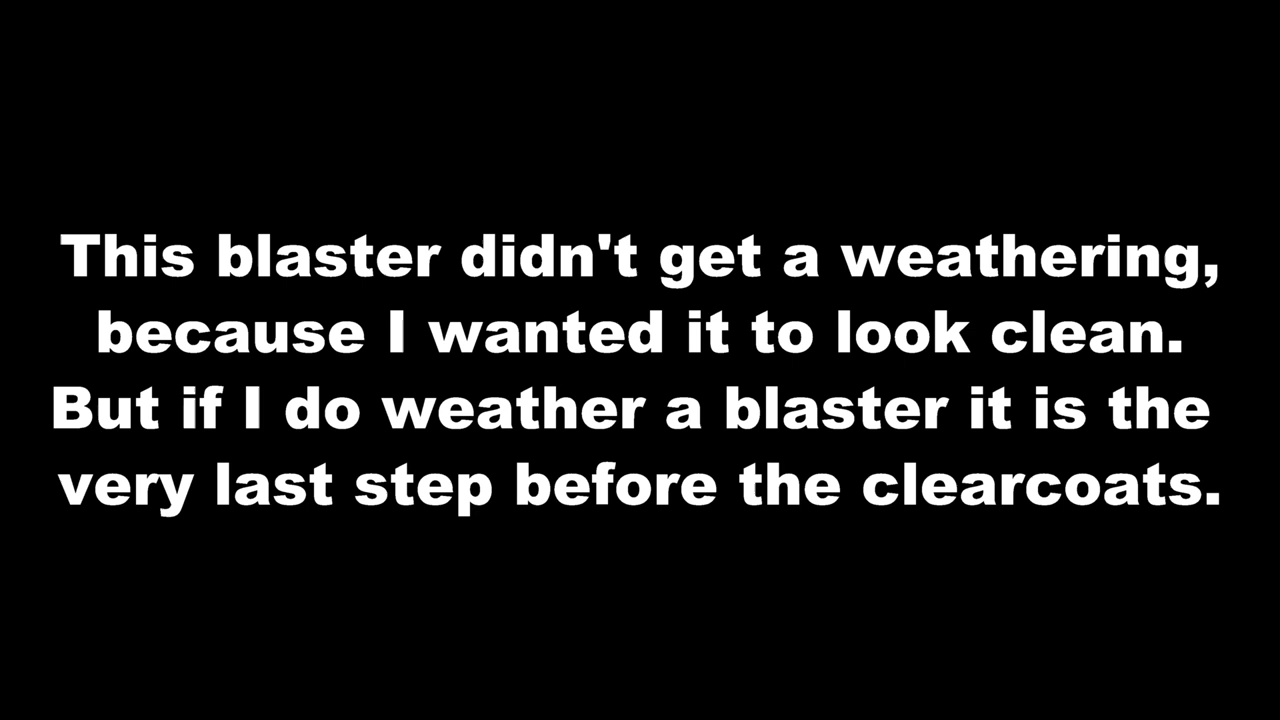 This blaster didn't get a weathering,
because I wanted it to look clean.
But if I do weather a blaster it is the
very last step before the clearcoats.